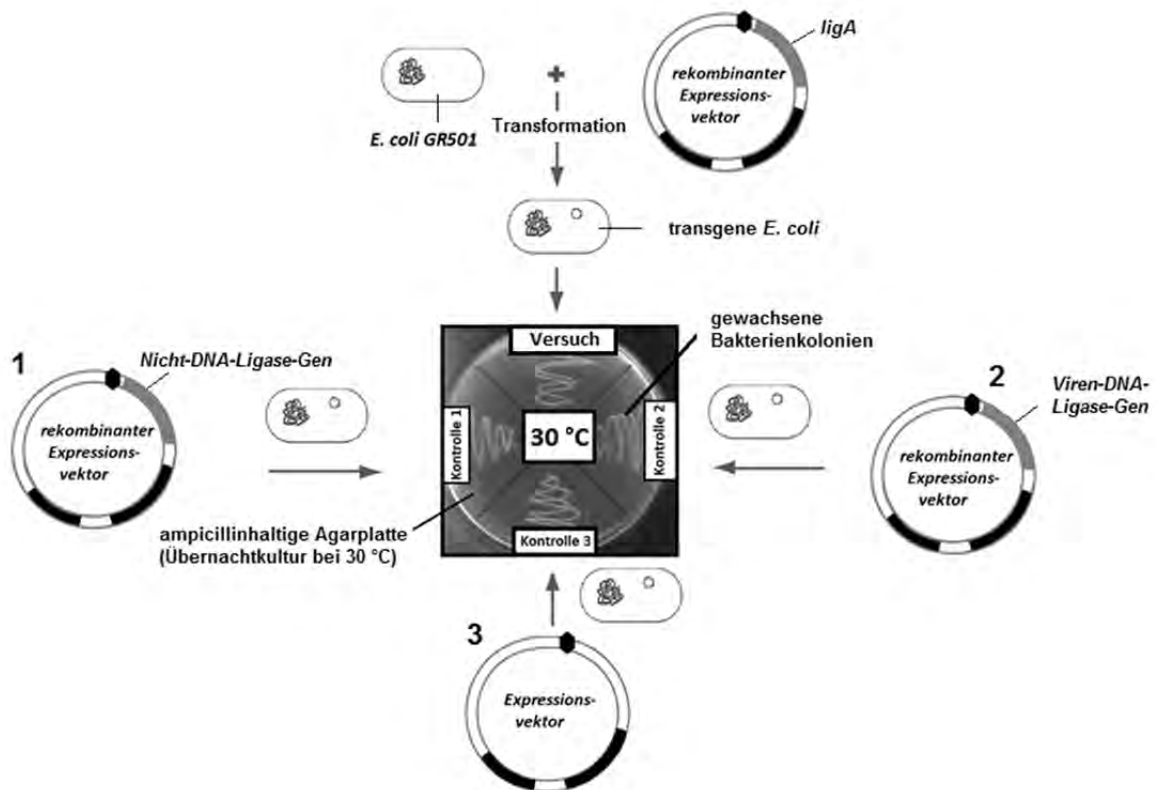 ligA
rekombinanter
Expressions-
vektor
E. coli GR501
Transformation
transgene E. coli
gewachsene
Bakterienkolonien
Versuch
1
Nicht-DNA-Ligase-Gen
rekombinanter
Expressions-
vektor
Kontrolle 1
30 °C
Kontrolle 2
2
Viren-DNA-
Ligase-Gen
rekombinanter
Expressions-
vektor
ampicillinhaltige Agarplatte
(Übernachtkultur bei 30 °C)
Kontrolle 3
3
Expressions-
vektor